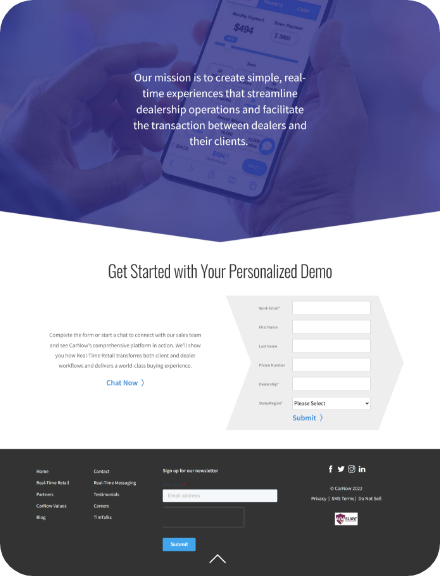 $494
Our mission is to create simple, real-
time experiences that streamline
dealership operations and facilitate
the transaction between dealers and
their clients.
Get Started with Your Personalized Demo
Complete the form or start a chat to connect with our sales team
and see CarNow's comprehensive platform in action. We'll show
you how Real-Time Retail transforms both client and dealer
workflows and delivers a world-class buying experience.
Chat Now 〉
Work Email*
First Name
Last Name
Phone Number
Dealership*
State/Region*
Please Select
Submit 〉
Home
Real-Time Retail
Partners
CarNow Values
Blog
Contact
Real-Time Messaging
Testimonials
Careers
Sign up for our newsletter
Email address
Submit
© CarNow 2023
Privacy | SMS Terms | Do Not Sell